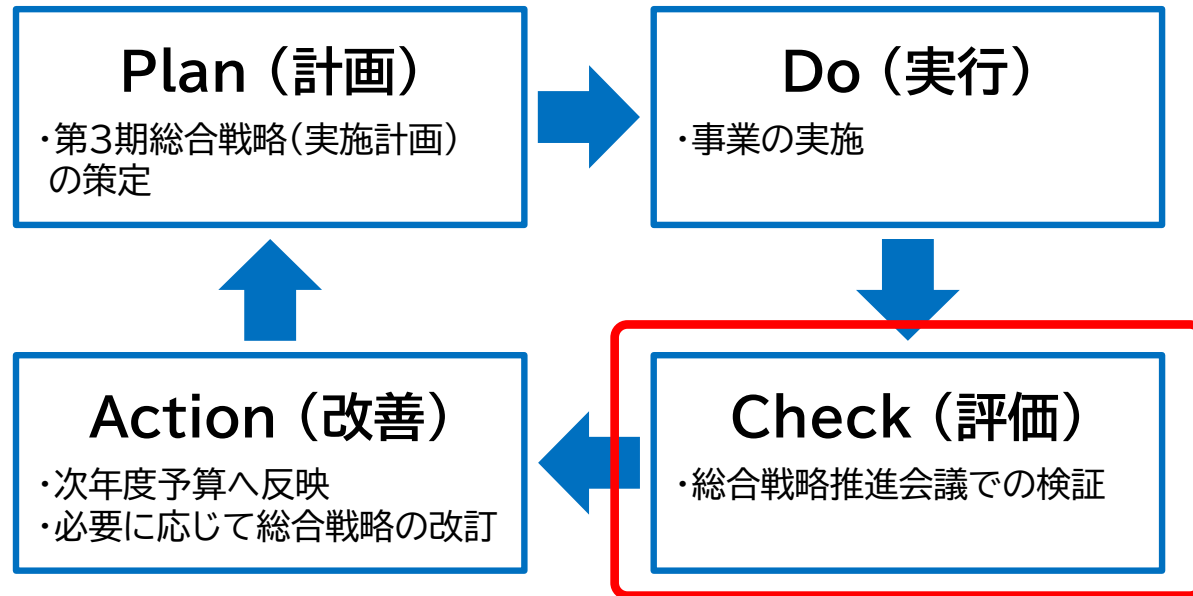 Plan（計画）
・第3期総合戦略（実施計画）
の策定
Do（実行）
・事業の実施
Action（改善）
・次年度予算へ反映
・必要に応じて総合戦略の改訂
Check（評価）
・総合戦略推進会議での検証